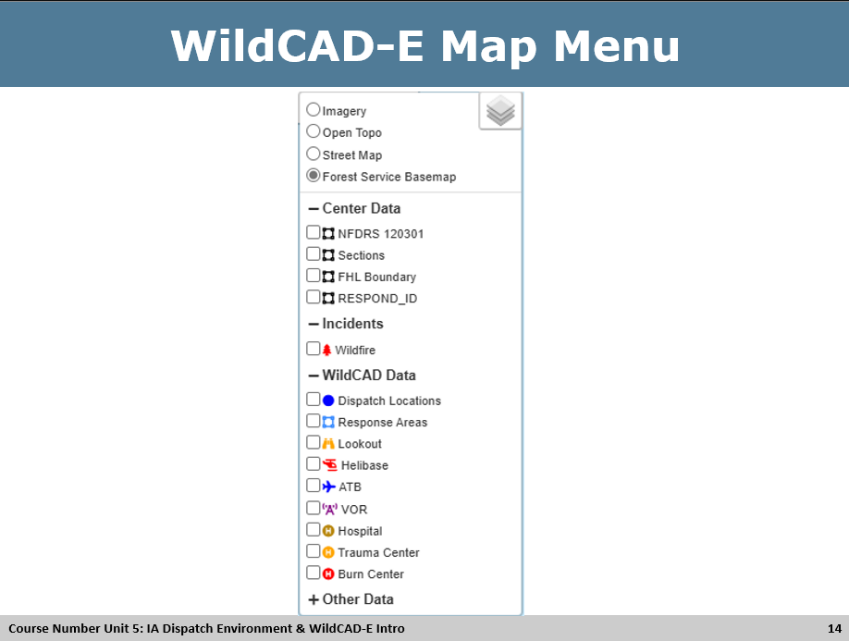 WildCAD-E Map Menu
Imagery
Open Topo
Street Map
Forest Service Basemap
Center Data
NFDRS 120301
Sections
FHL Boundary
RESPOND_ID
Incidents
Wildfire
WildCAD Data
Dispatch Locations
Response Areas
Lookout
Helibase
ATB
VOR
Hospital
Trauma Center
Burn Center
Other Data
Course Number Unit 5: IA Dispatch Environment & WildCAD-E Intro 14